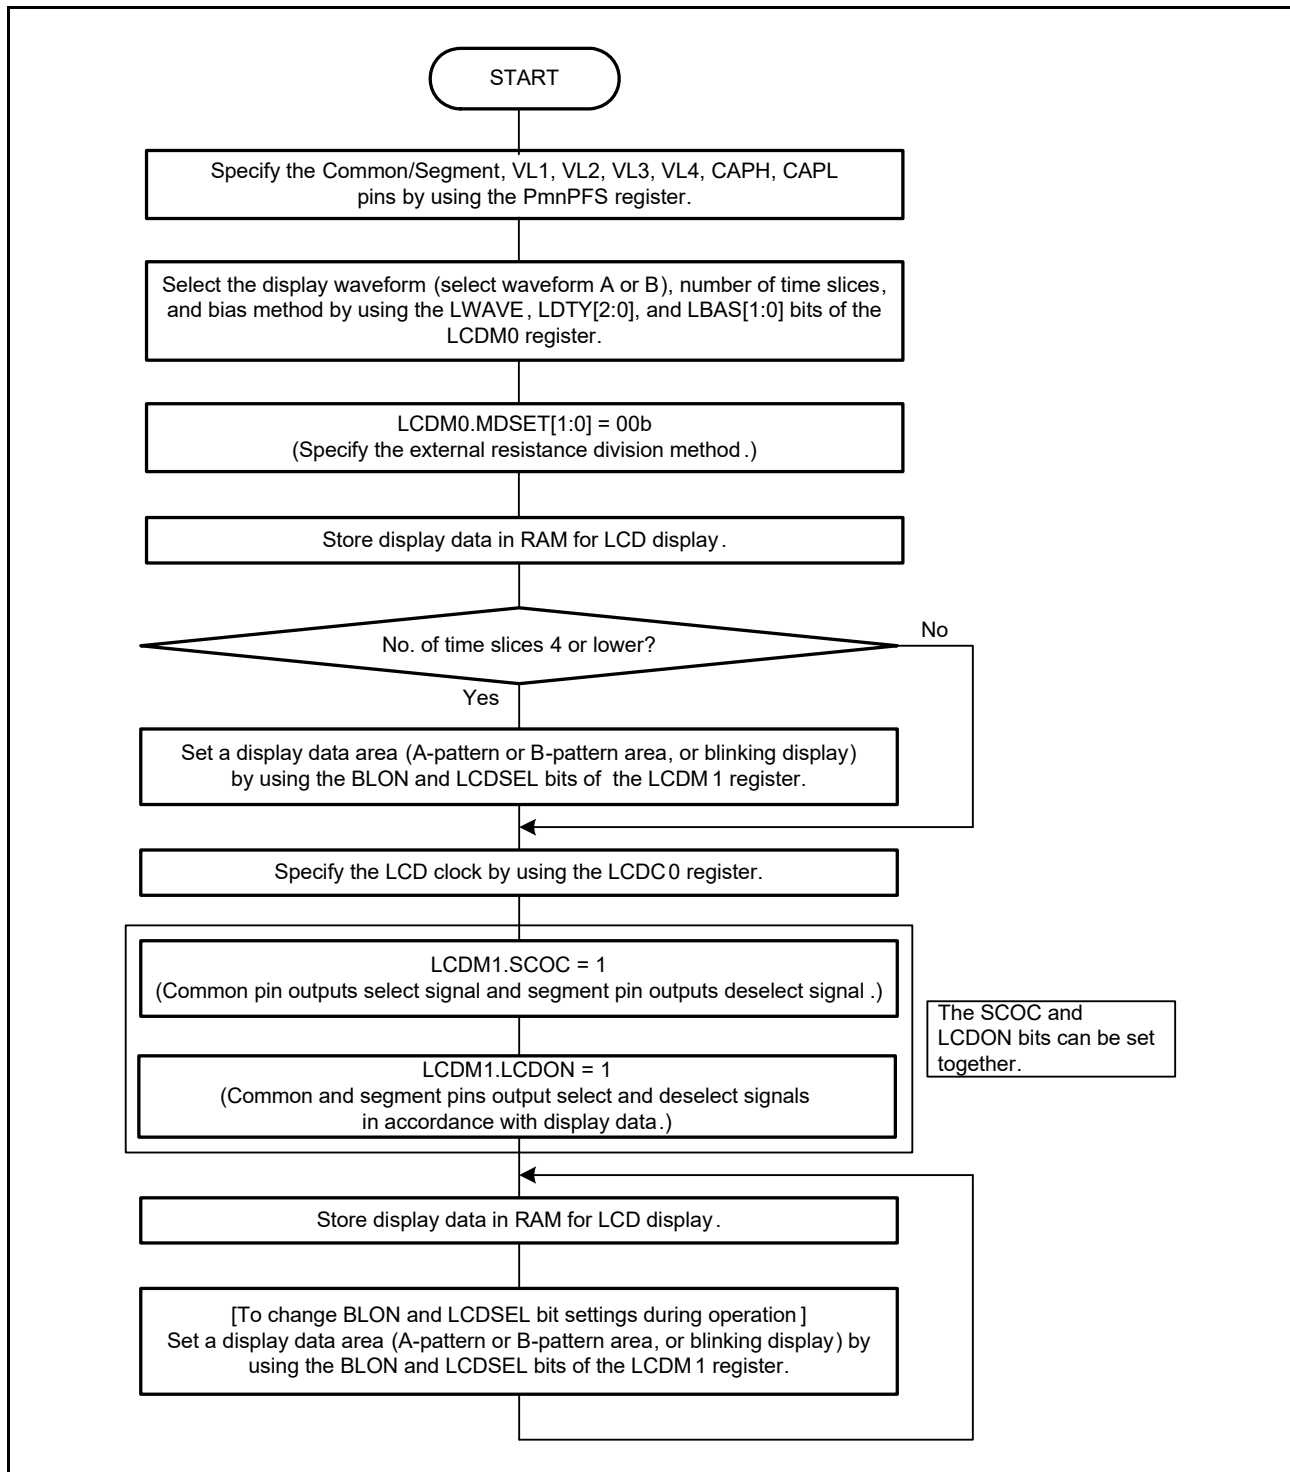 START
Specify the Common/Segment, VL1, VL2, VL3, VL4, CAPH, CAPL
pins by using the PmnPFS register.
Select the display waveform (select waveform A or B), number of time slices,
and bias method by using the LWAVE, LDTY[2:0], and LBAS[1:0] bits of the
LCDM0 register.
LCDM0.MDSET[1:0] = 00b
(Specify the external resistance division method.)
Store display data in RAM for LCD display.
No. of time slices 4 or lower?
No
Yes
Set a display data area (A-pattern or B-pattern area, or blinking display)
by using the BLON and LCDSEL bits of the LCDM1 register.
Specify the LCD clock by using the LCDC0 register.
LCDM1.SCOC = 1
(Common pin outputs select signal and segment pin outputs deselect signal.)
The SCOC and
LCDON bits can be set
together.
LCDM1.LCDON = 1
(Common and segment pins output select and deselect signals
in accordance with display data.)
Store display data in RAM for LCD display.
[To change BLON and LCDSEL bit settings during operation]
Set a display data area (A-pattern or B-pattern area, or blinking display) by
using the BLON and LCDSEL bits of the LCDM1 register.